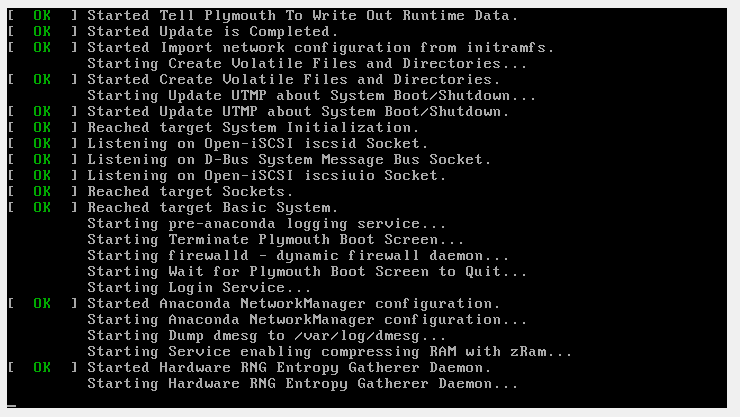 [  OK  ] Started Tell Plymouth To Write Out Runtime Data.
[  OK  ] Started Update is Completed.
[  OK  ] Started Import network configuration from initramfs.
         Starting Create Volatile Files and Directories...
[  OK  ] Started Create Volatile Files and Directories.
         Starting Update UTMP about System Boot/Shutdown...
[  OK  ] Started Update UTMP about System Boot/Shutdown.
[  OK  ] Reached target System Initialization.
[  OK  ] Listening on Open-iSCSI iscsid Socket.
[  OK  ] Listening on D-Bus System Message Bus Socket.
[  OK  ] Listening on Open-iSCSI iscsiuio Socket.
[  OK  ] Reached target Sockets.
[  OK  ] Reached target Basic System.
         Starting pre-anaconda logging service...
         Starting Terminate Plymouth Boot Screen...
         Starting firewalld - dynamic firewall daemon...
         Starting Wait for Plymouth Boot Screen to Quit...
         Starting Login Service...
[  OK  ] Started Anaconda NetworkManager configuration.
         Starting Anaconda NetworkManager configuration...
         Starting Dump dmesg to /var/log/dmesg...
         Starting Service enabling compressing RAM with zRam...
[  OK  ] Started Hardware RNG Entropy Gatherer Daemon.
         Starting Hardware RNG Entropy Gatherer Daemon...